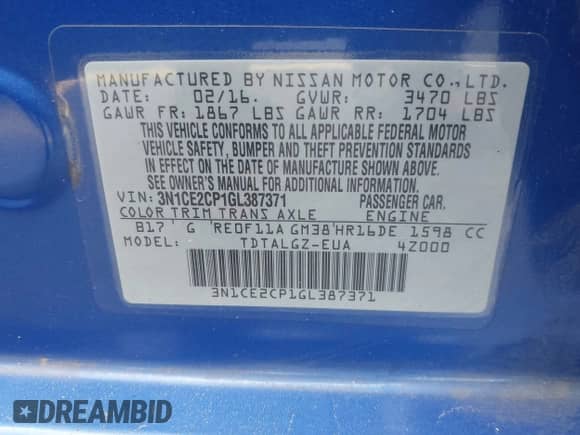 MANUFACTURED BY NISSAN MOTOR CO., LTD.
DATE: 02/16. GVWR: 3470 LBS
GAWR FR: 1867 LBS GAWR RR: 1704 LBS
THIS VEHICLE CONFORMS TO ALL APPLICABLE FEDERAL MOTOR
VEHICLE SAFETY, BUMPER AND THEFT PREVENTION STANDARDS
IN EFFECT ON THE DATE OF MANUFACTURE SHOWN ABOVE.
SEE OWNER'S MANUAL FOR ADDITIONAL INFORMATION.
VIN: 3N1CE2CP1GL387371 PASSENGER CAR.
COLOR TRIM TRANS AXLE ENGINE
B17 G RE0F11A GM38 HR16DE 1598 CC
MODEL: TDTALGZ-EUA 4Z000
3N1CE2CP1GL387371
DREAMBID